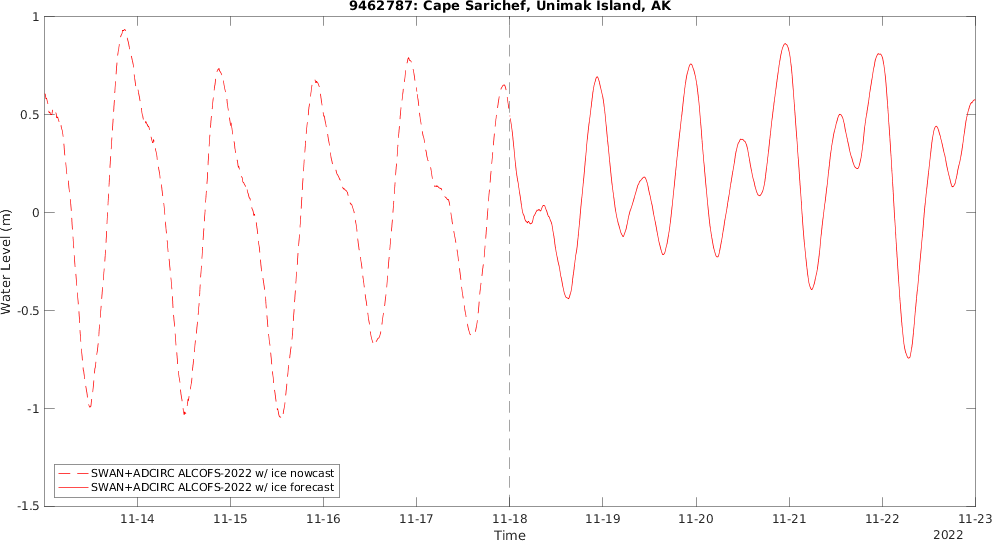 9462787: Cape Sarichef, Unimak Island, AK
1
0.5
0
-0.5
-1
-1.5
Water Level (m)
SWAN+ADCIRC ALCOFS-2022 w/ ice nowcast
SWAN+ADCIRC ALCOFS-2022 w/ ice forecast
11-14 11-15 11-16 11-17 11-18 11-19 11-20 11-21 11-22 11-23
Time
2022